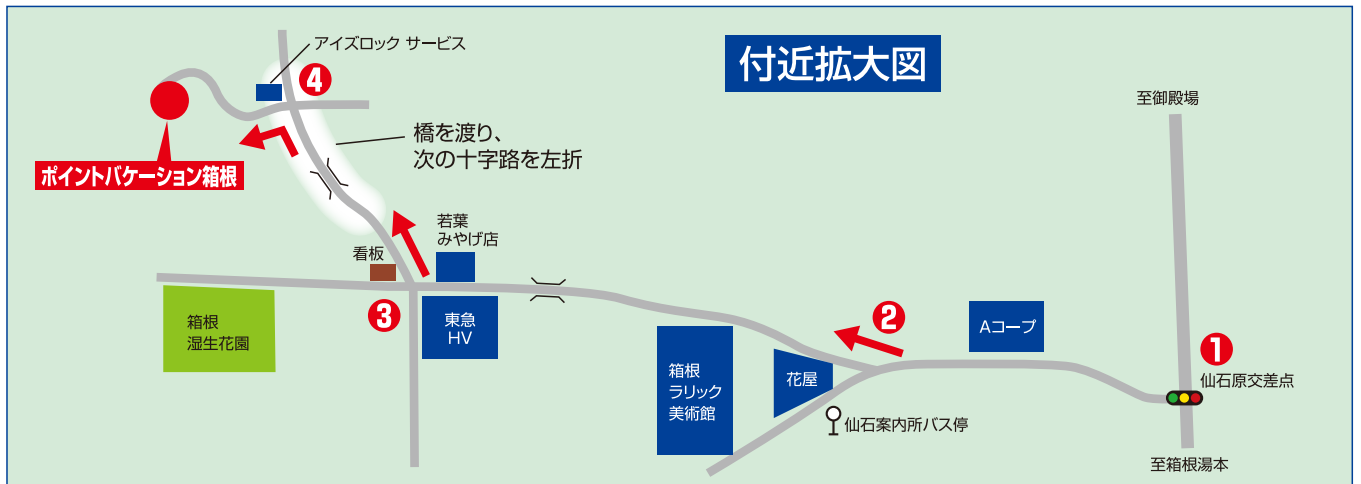 付近拡大図
アイズロック サービス
4
ポイントバケーション箱根
橋を渡り、
次の十字路を左折
至御殿場
若葉
みやげ店
看板
3
箱根
湿生花園
東急
HV
2
Aコープ
1
仙石原交差点
箱根
ラリック
美術館
花屋
仙石案内所バス停
至箱根湯本